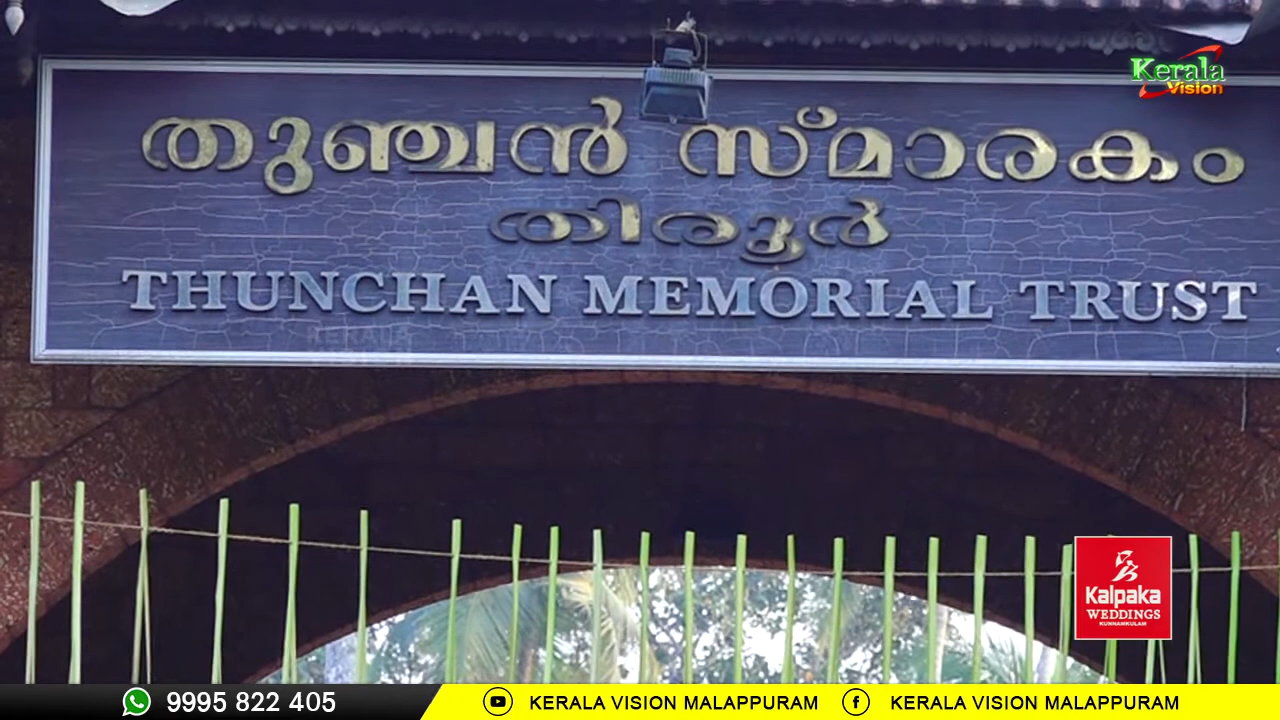 Kerala
Vision
തുഞ്ചൻ സ്മാരകം
തിരൂർ
THUNCHAN MEMORIAL TRUST
KERALA
Kalpaka
WEDDINGS
KUNNAMKULAM
9995 822 405
KERALA VISION MALAPPURAM
KERALA VISION MALAPPURAM